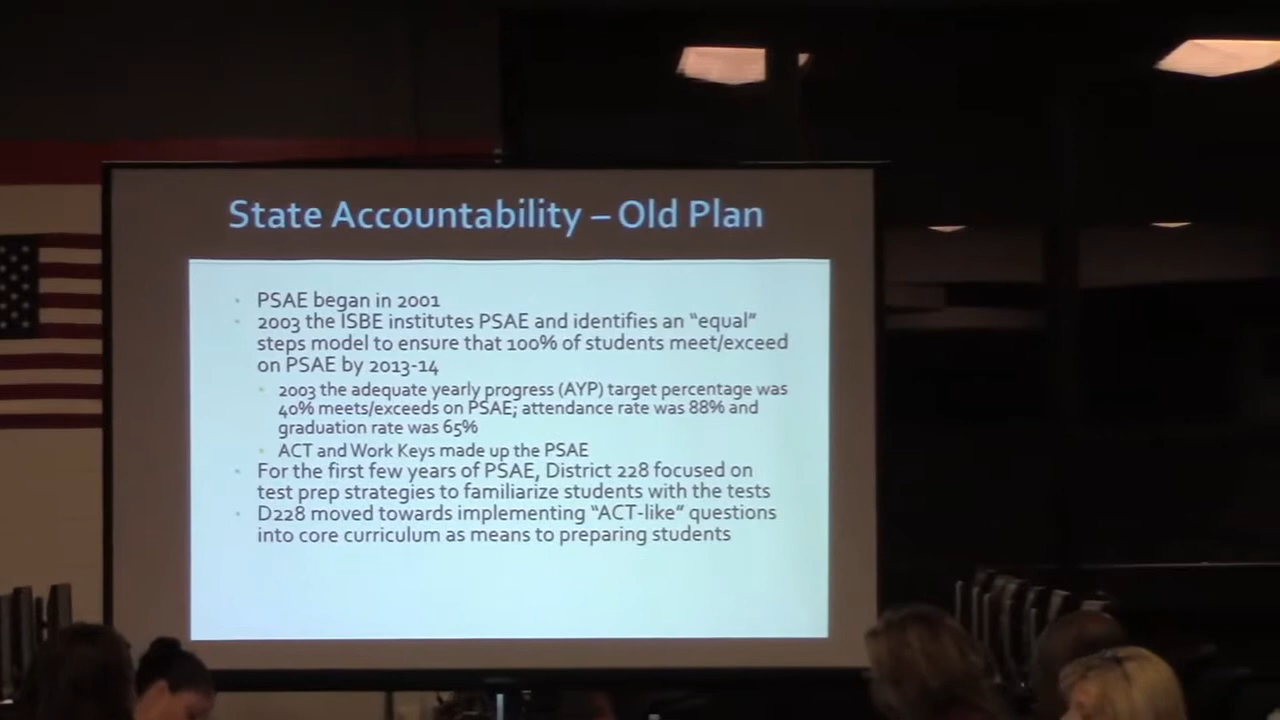 State Accountability – Old Plan
PSAE began in 2001
2003 the ISBE institutes PSAE and identifies an “equal”
steps model to ensure that 100% of students meet/exceed
on PSAE by 2013-14
2003 the adequate yearly progress (AYP) target percentage was
40% meets/exceeds on PSAE; attendance rate was 88% and
graduation rate was 65%
ACT and Work Keys made up the PSAE
For the first few years of PSAE, District 228 focused on
test prep strategies to familiarize students with the tests
D228 moved towards implementing “ACT-like” questions
into core curriculum as means to preparing students